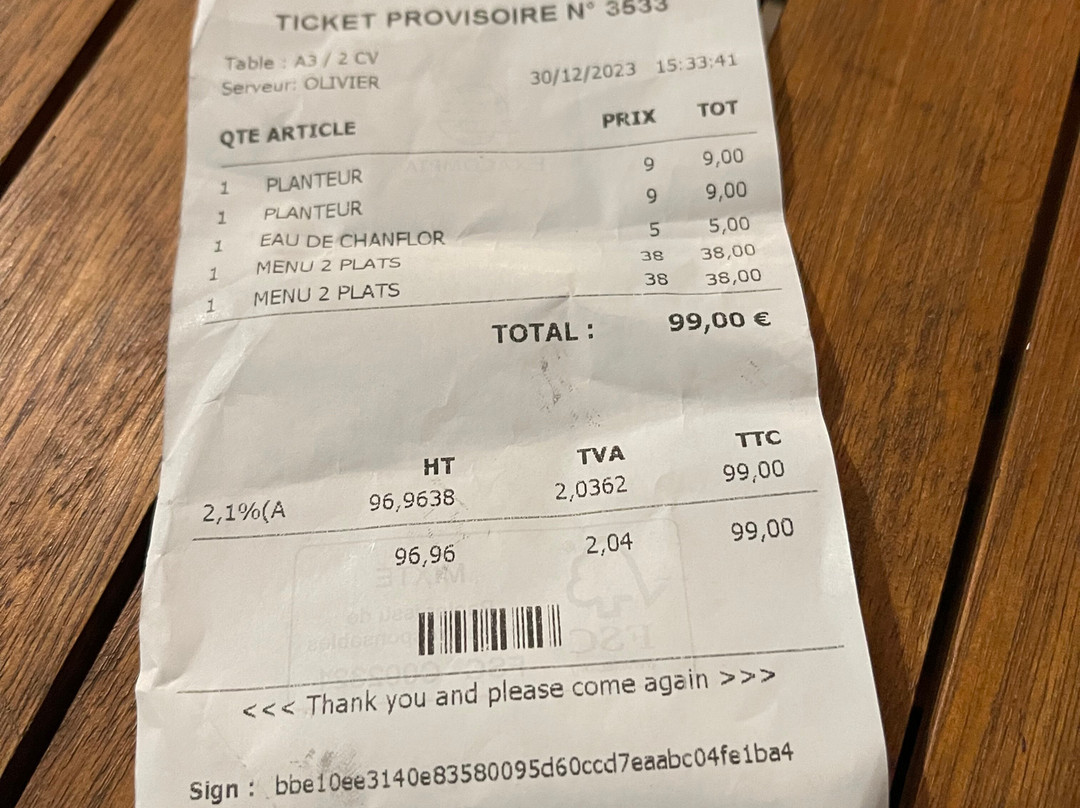 TICKET PROVISOIRE N° 3533
Table : A3 / 2 CV
Serveur: OLIVIER 30/12/2023 15:33:41
QTE ARTICLE PRIX TOT
1 PLANTEUR 9 9,00
1 PLANTEUR 9 9,00
1 EAU DE CHANFLOR 5 5,00
1 MENU 2 PLATS 38 38,00
1 MENU 2 PLATS 38 38,00
TOTAL : 99,00 €
HT TVA TTC
2,1%(A 96,9638 2,0362 99,00
96,96 2,04 99,00
<<< Thank you and please come again >>>
Sign : bbe10ee3140e83580095d60ccd7eaabc04fe1ba4